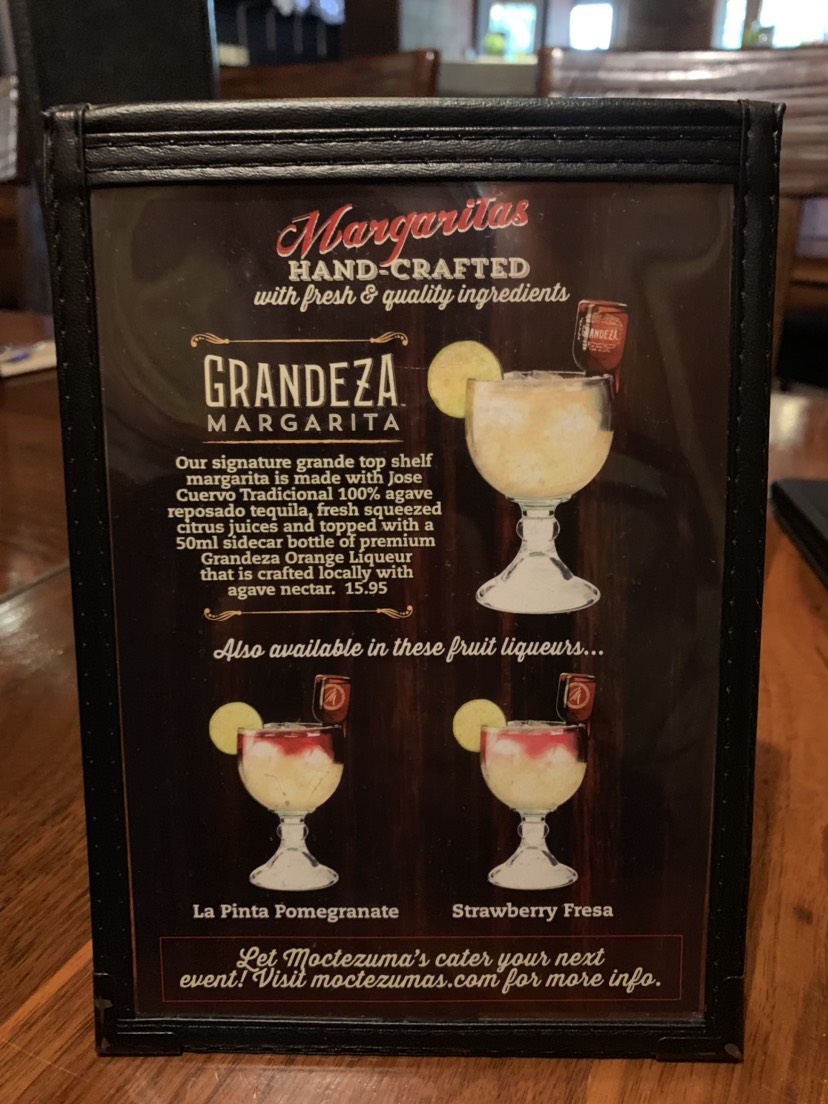 Margaritas
HAND-CRAFTED
with fresh & quality ingredients
GRANDEZA
GRANDEZA
MARGARITA
Our signature grande top shelf
margarita is made with Jose
Cuervo Tradicional 100% agave
reposado tequila, fresh squeezed
citrus juices and topped with a
50ml sidecar bottle of premium
Grandeza Orange Liqueur
that is crafted locally with
agave nectar. 15.95
Also available in these fruit liqueurs...
La Pinta Pomegranate
Strawberry Fresa
Let Moctezuma's cater your next
event! Visit moctezumas.com for more info.